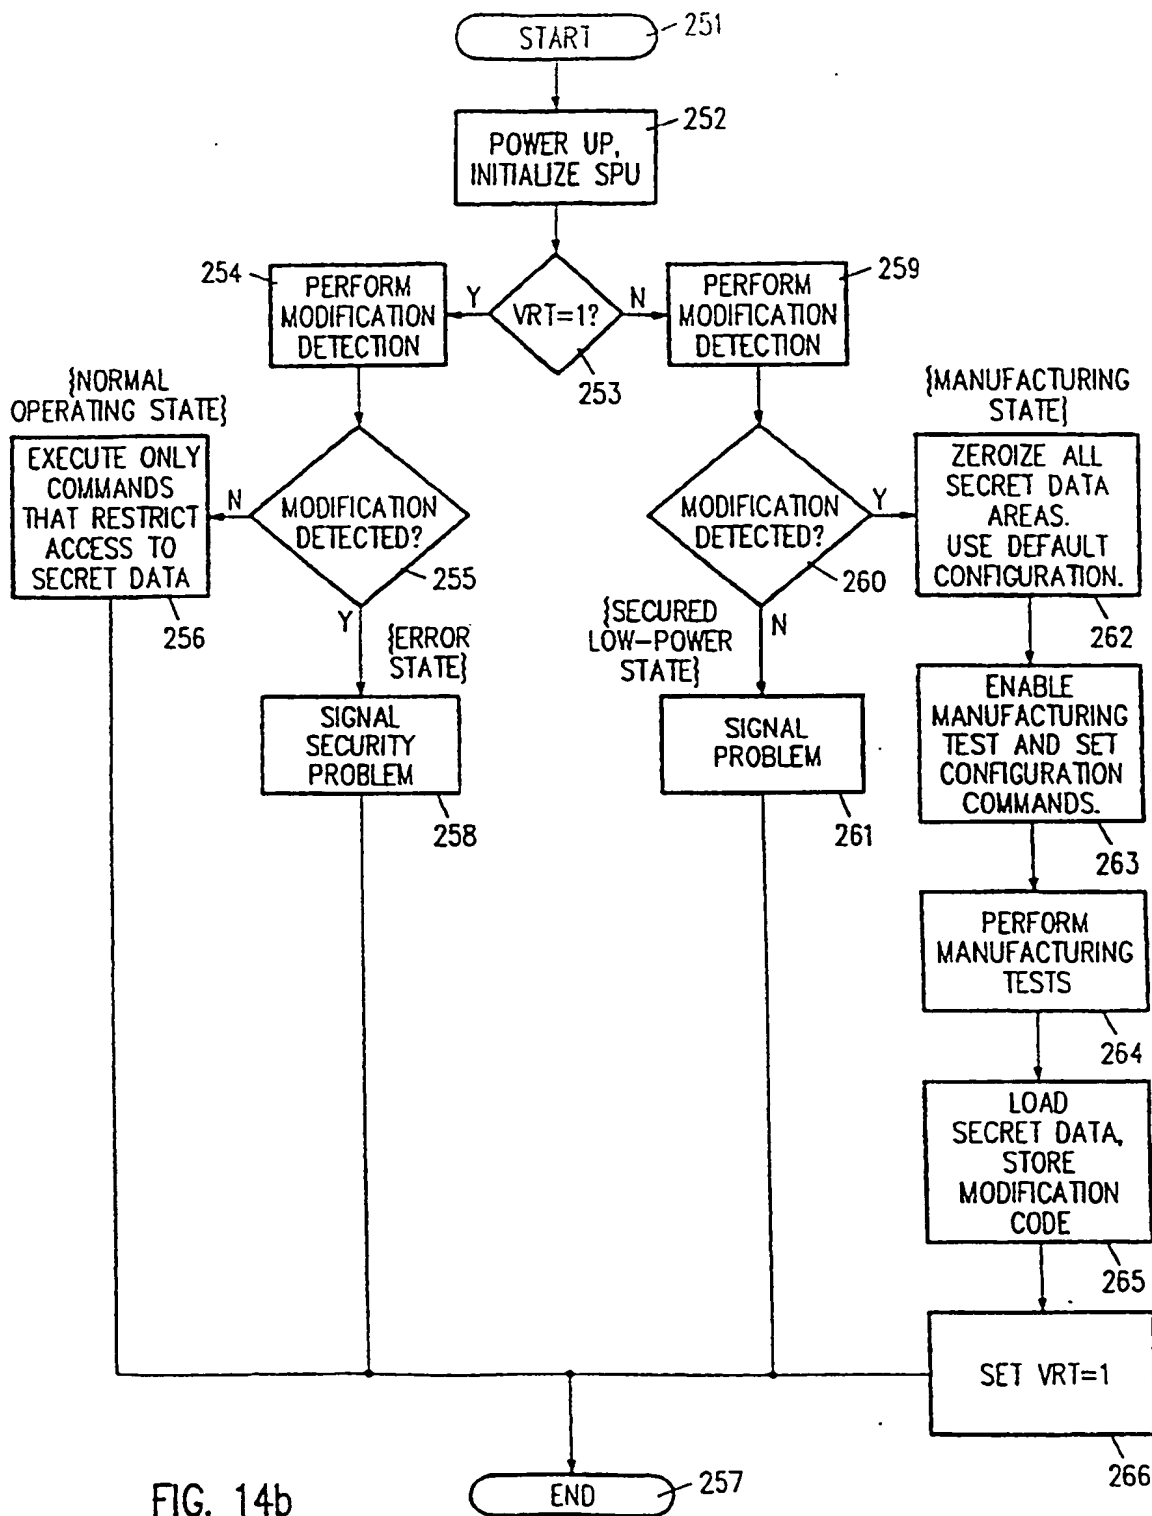 START
251
POWER UP,
INITIALIZE SPU
252
254
PERFORM
MODIFICATION
DETECTION
Y
VRT=1?
N
253
PERFORM
MODIFICATION
DETECTION
259
{NORMAL
OPERATING STATE}
EXECUTE ONLY
COMMANDS
THAT RESTRICT
ACCESS TO
SECRET DATA
256
N
MODIFICATION
DETECTED?
255
Y
{ERROR
STATE}
SIGNAL
SECURITY
PROBLEM
258
MODIFICATION
DETECTED?
260
Y
N
{SECURED
LOW-POWER
STATE}
SIGNAL
PROBLEM
261
{MANUFACTURING
STATE}
ZEROIZE ALL
SECRET DATA
AREAS.
USE DEFAULT
CONFIGURATION.
262
ENABLE
MANUFACTURING
TEST AND SET
CONFIGURATION
COMMANDS.
263
PERFORM
MANUFACTURING
TESTS
264
LOAD
SECRET DATA,
STORE
MODIFICATION
CODE
265
SET VRT=1
266
END
257
FIG. 14b